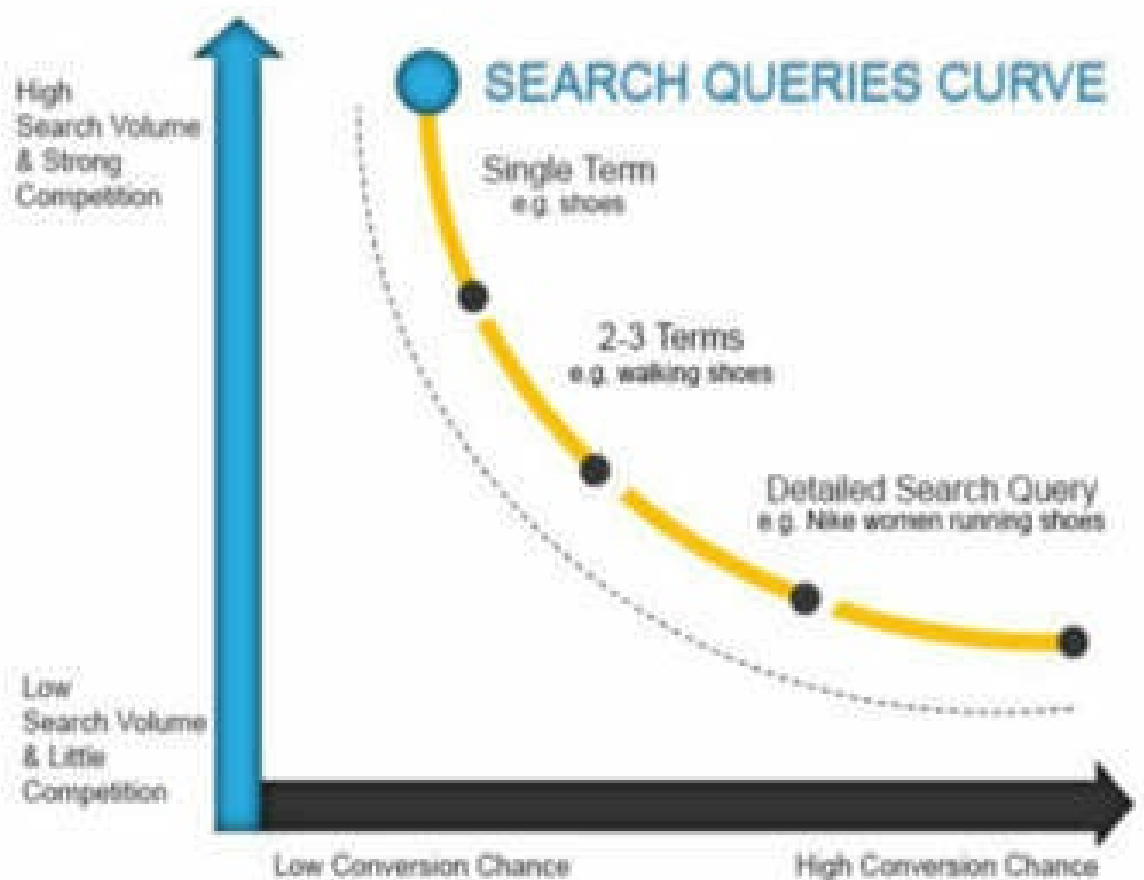 SEARCH QUERIES CURVE
High
Search Volume
& Strong
Competition
Single Term
e.g. shoes
2-3 Terms
e.g. walking shoes
Detailed Search Query
e.g. Nike women running shoes
Low
Search Volume
& Little
Competition
Low Conversion Chance
High Conversion Chance